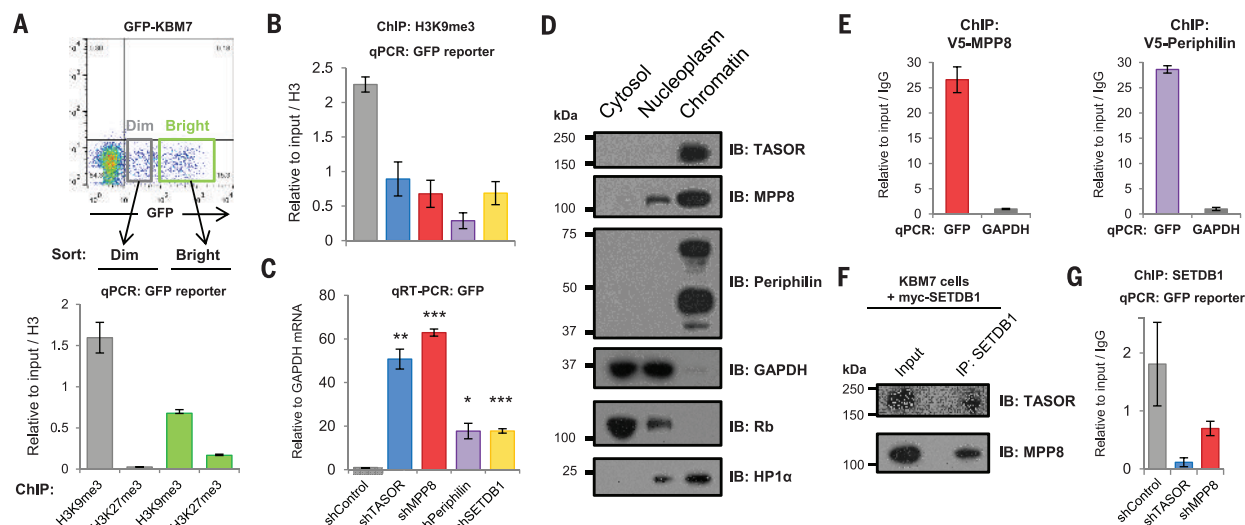 A
GFP-KBM7
Dim
Bright
GFP
Sort:
Dim
Bright
qPCR: GFP reporter
Relative to input / H3
2
1.5
1
0.5
0
ChIP:
H3K9me3
H3K27me3
H3K9me3
H3K27me3
B
ChIP: H3K9me3
qPCR: GFP reporter
Relative to input / H3
2.5
2
1.5
1
0.5
0
C
qRT-PCR: GFP
Relative to GAPDH mRNA
80
60
40
20
0
**
***
*
***
shControl
shTASOR
shMPP8
shPeriphilin
shSETDB1
D
Cytosol
Nucleoplasm
Chromatin
kDa
250
150
IB: TASOR
100
IB: MPP8
75
50
37
IB: Periphilin
37
IB: GAPDH
100
IB: Rb
25
IB: HP1α
E
ChIP:
V5-MPP8
Relative to input / IgG
30
25
20
15
10
5
0
qPCR: GFP GAPDH
ChIP:
V5-Periphilin
Relative to input / IgG
30
25
20
15
10
5
0
qPCR: GFP GAPDH
F
KBM7 cells
+ myc-SETDB1
Input
IP: SETDB1
kDa
250
150
IB: TASOR
100
IB: MPP8
G
ChIP: SETDB1
qPCR: GFP reporter
Relative to input / IgG
2
1
0
shControl
shTASOR
shMPP8